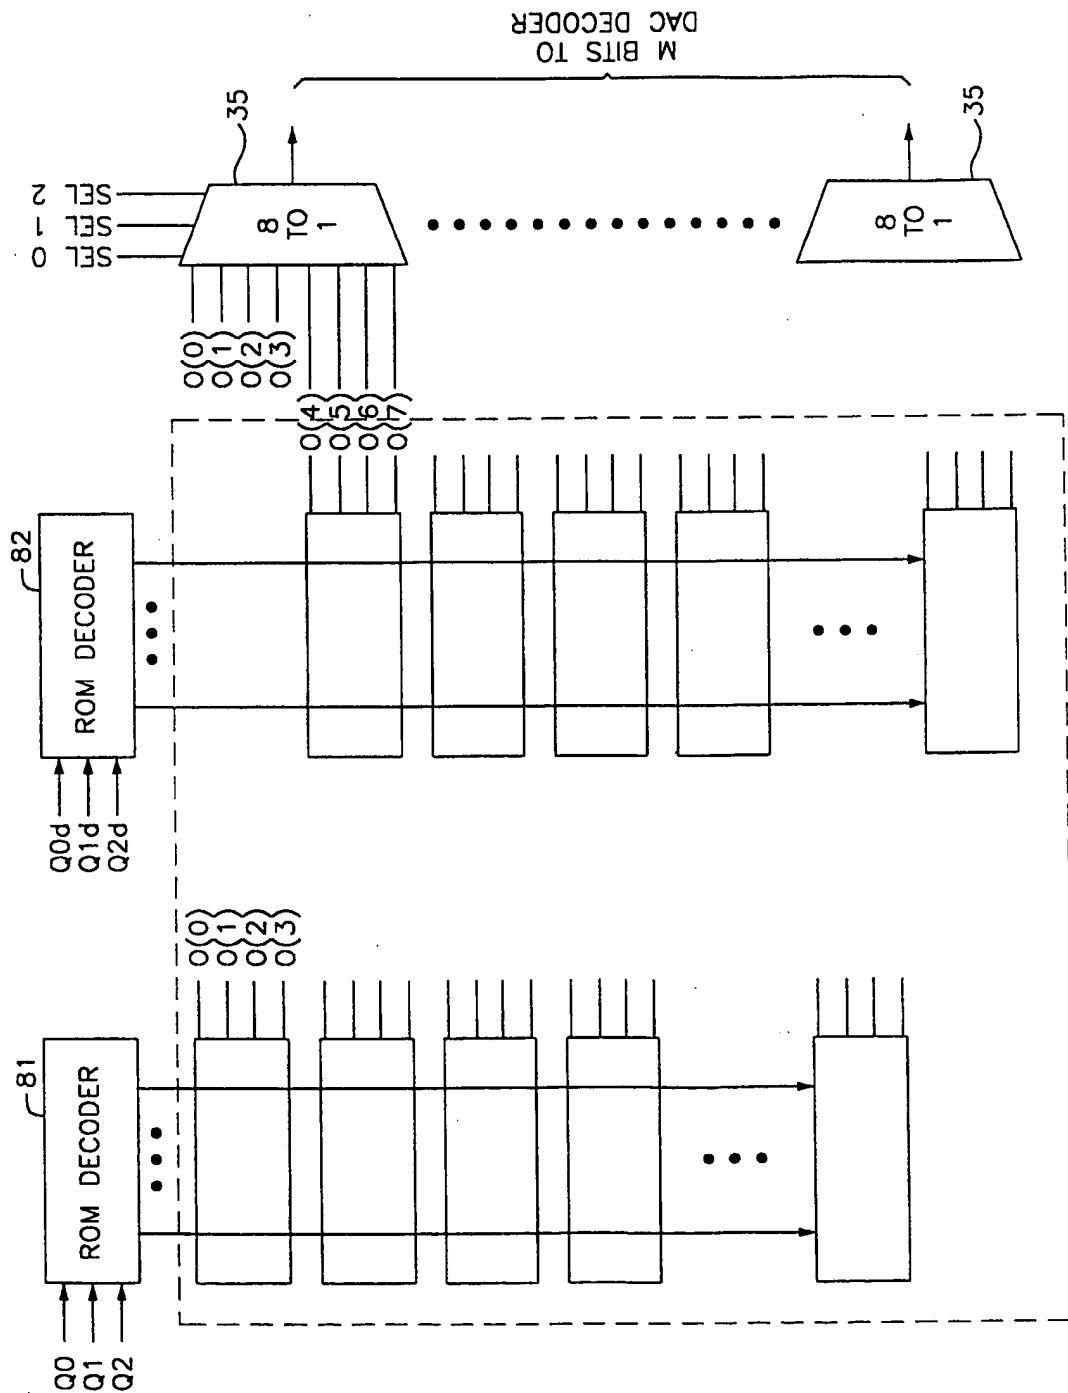 Q0
Q1
Q2
ROM DECODER
81
O(0)
O(1)
O(2)
O(3)
Q0d
Q1d
Q2d
ROM DECODER
82
O(4)
O(5)
O(6)
O(7)
O(0)
O(1)
O(2)
O(3)
SEL 0
SEL 1
SEL 2
8
TO
1
35
8
TO
1
35
M BITS TO
DAC DECODER